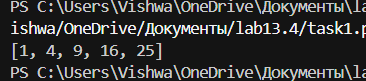 PS C:\Users\Vishwa\OneDrive\Документы\la
ishwa/OneDrive/Документы/lab13.4/task1.p
[1, 4, 9, 16, 25]
PS C:\Users\Vishwa\OneDrive\Документы\la